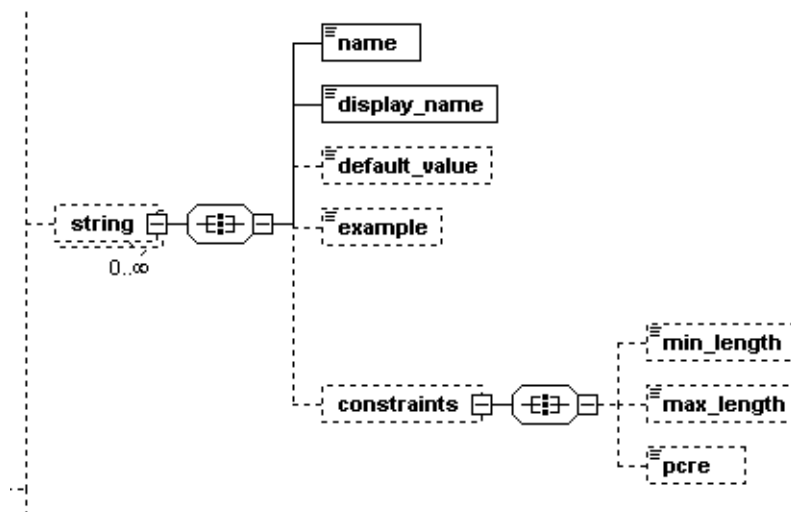 name
display_name
default_value
string
0..∞
example
constraints
min_length
max_length
pcre